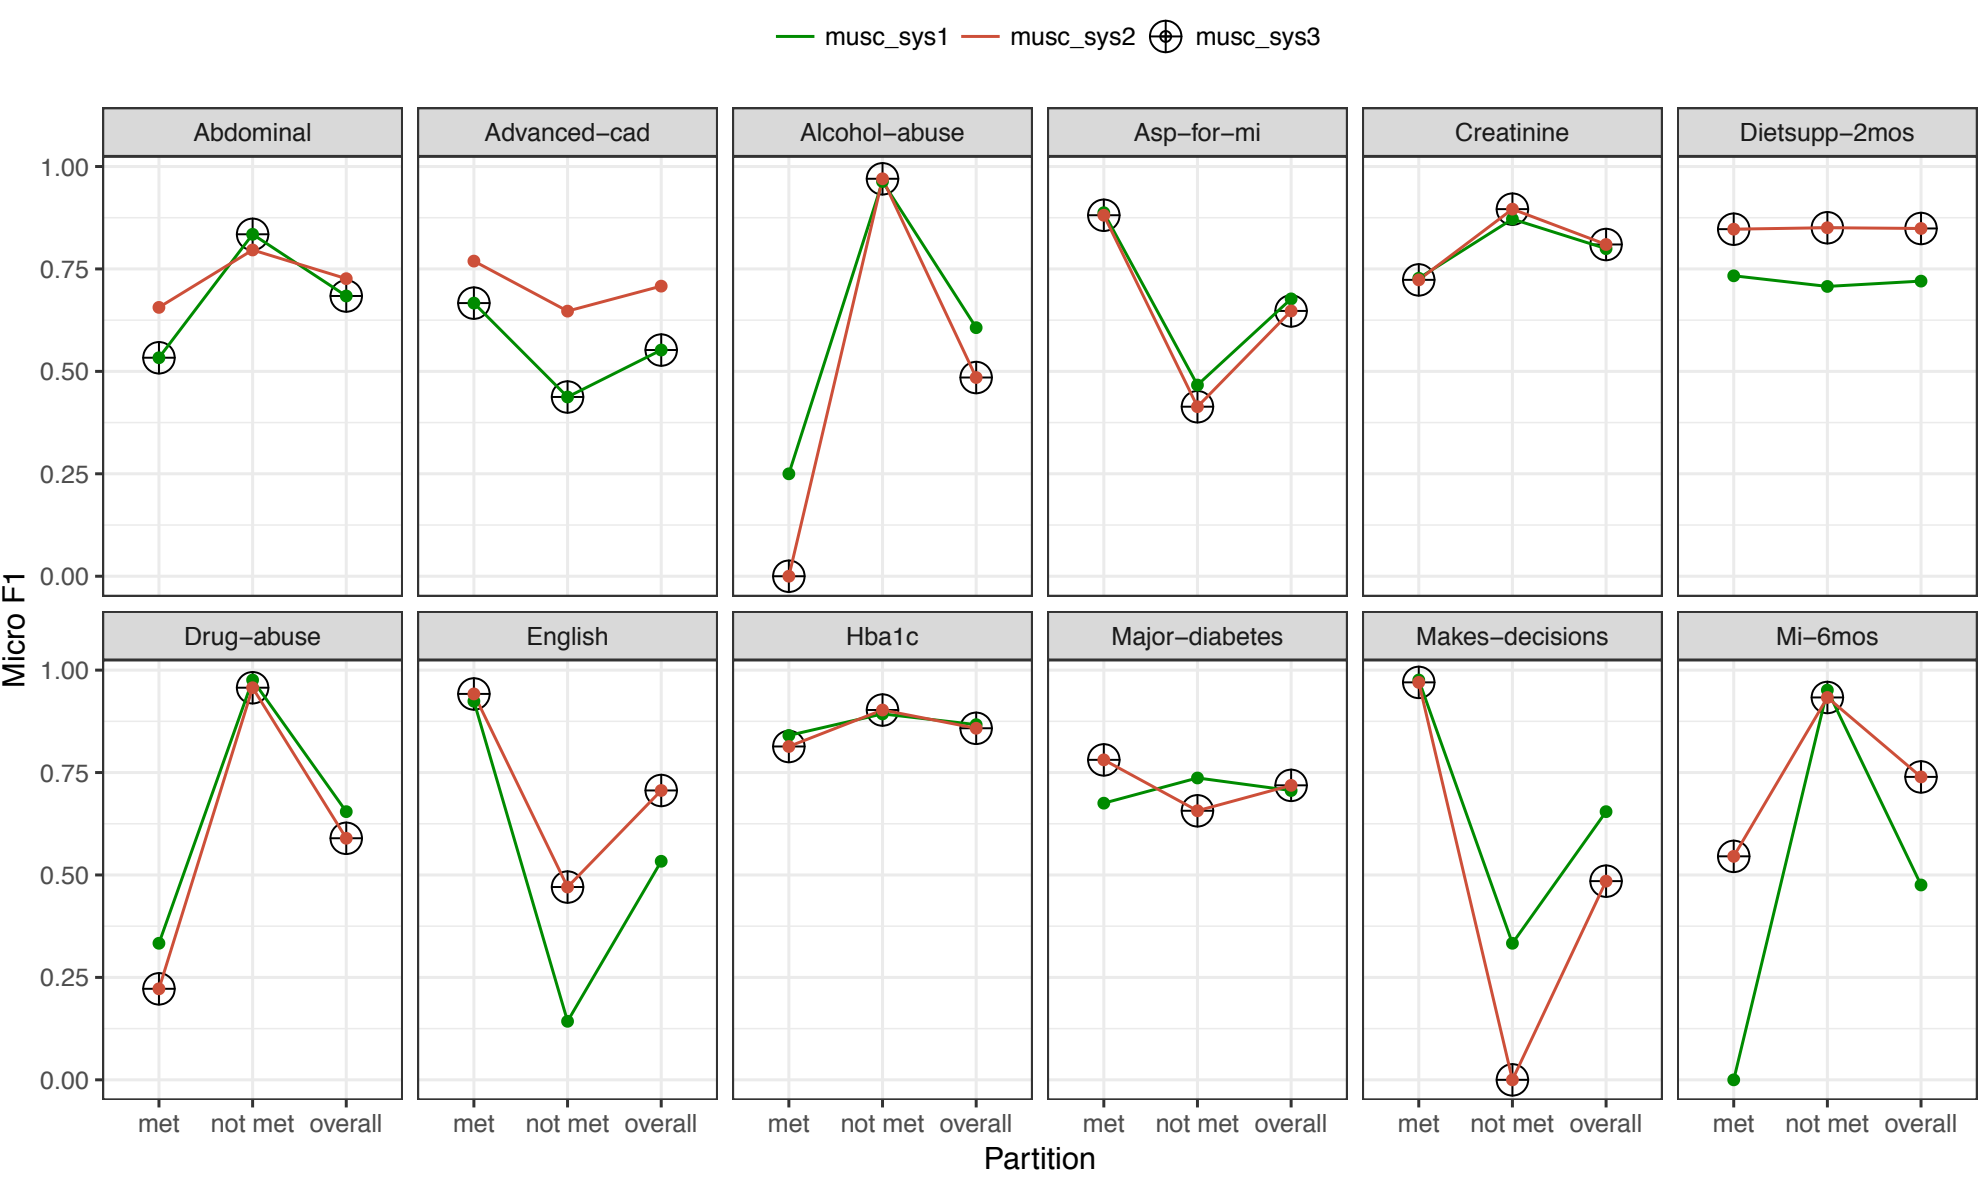 musc_sys1 musc_sys2 musc_sys3
Abdominal Advanced−cad Alcohol−abuse Asp−for−mi Creatinine Dietsupp−2mos
1.00
0.75
0.50
0.25
0.00
Micro F1
Drug−abuse English Hba1c Major−diabetes Makes−decisions Mi−6mos
1.00
0.75
0.50
0.25
0.00
met not met overall met not met overall met not met overall met not met overall met not met overall met not met overall
Partition